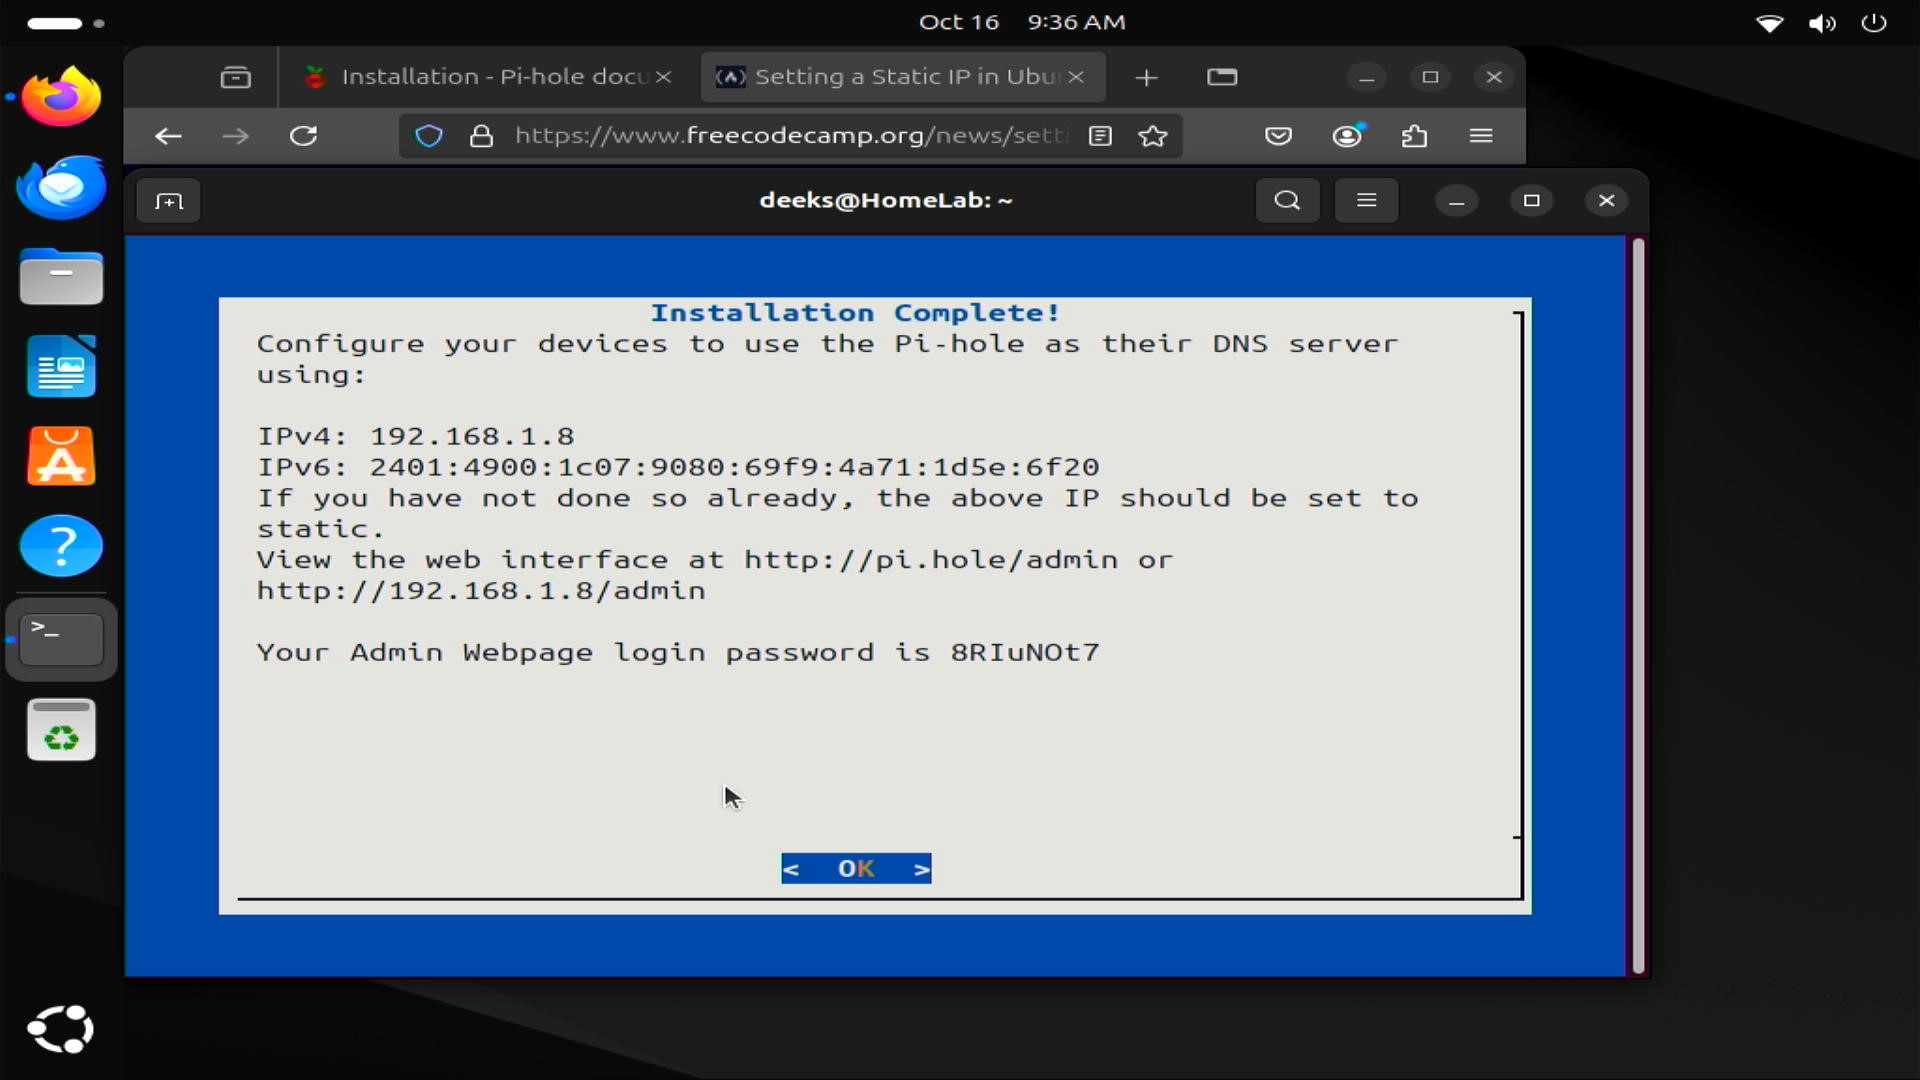 Oct 16 9:36 AM
Installation - Pi-hole docu
Setting a Static IP in Ubu
https://www.freecodecamp.org/news/setti
deeks@HomeLab: ~
Installation Complete!
Configure your devices to use the Pi-hole as their DNS server
using:
IPv4: 192.168.1.8
IPv6: 2401:4900:1c07:9080:69f9:4a71:1d5e:6f20
If you have not done so already, the above IP should be set to
static.
View the web interface at http://pi.hole/admin or
http://192.168.1.8/admin
Your Admin Webpage login password is 8RIuNOt7
< OK >